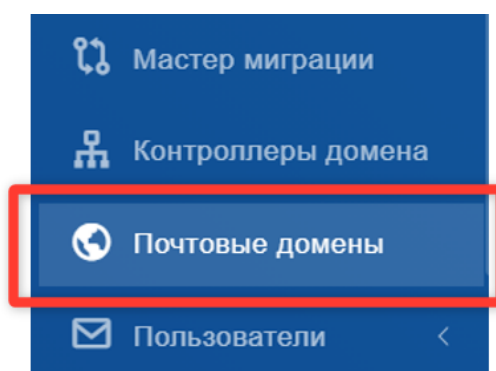 Мастер миграции
Контроллеры домена
Почтовые домены
Пользователи